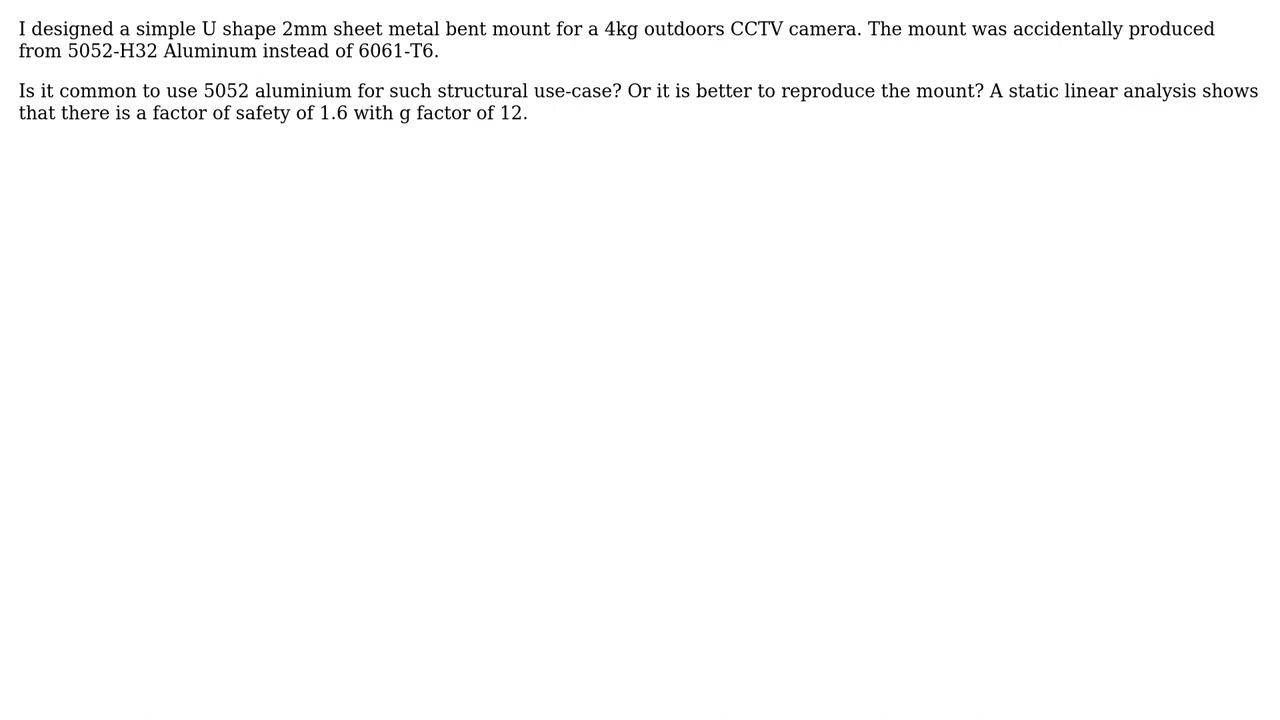 I designed a simple U shape 2mm sheet metal bent mount for a 4kg outdoors CCTV camera. The mount was accidentally produced
from 5052-H32 Aluminum instead of 6061-T6.
Is it common to use 5052 aluminium for such structural use-case? Or it is better to reproduce the mount? A static linear analysis shows
that there is a factor of safety of 1.6 with g factor of 12.